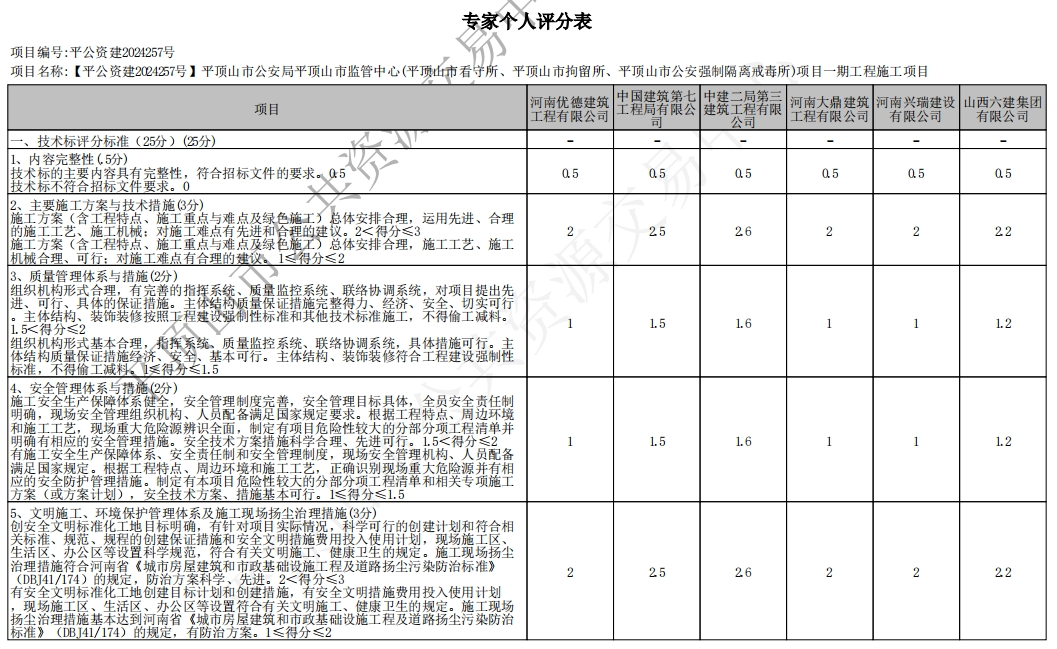 专家个人评分表
项目编号:平公资建2024257号
项目名称:【平公资建2024257号】平顶山市公安局平顶山市监管中心(平顶山市看守所、平顶山市拘留所、平顶山市公安强制隔离戒毒所)项目一期工程施工项目
项目
河南优德建筑
工程有限公司
中国建筑第七
工程局有限公
司
中建二局第三
建筑工程有限
公司
河南大鼎建筑
工程有限公司
河南兴瑞建设
有限公司
山西六建集团
有限公司
一、技术标评分标准（25分）(25分) - - - - - -
1、内容完整性(.5分)
技术标的主要内容具有完整性，符合招标文件的要求。0.5
技术标不符合招标文件要求。0
0.5 0.5 0.5 0.5 0.5 0.5
2、主要施工方案与技术措施(3分)
施工方案（含工程特点、施工重点与难点及绿色施工）总体安排合理，运用先进、合理
的施工工艺、施工机械；对施工难点有先进和合理的建议。2＜得分≤3
施工方案（含工程特点、施工重点与难点及绿色施工）总体安排合理，施工工艺、施工
机械合理、可行；对施工难点有合理的建议。1≤得分≤2
2 2.5 2.6 2 2 2.2
3、质量管理体系与措施(2分)
组织机构形式合理，有完善的指挥系统、质量监控系统、联络协调系统，对项目提出先
进、可行、具体的保证措施。主体结构质量保证措施完整得力、经济、安全、切实可行
。主体结构、装饰装修按照工程建设强制性标准和其他技术标准施工，不得偷工减料。
1.5＜得分≤2
组织机构形式基本合理，指挥系统、质量监控系统、联络协调系统，具体措施可行。主
体结构质量保证措施经济、安全、基本可行。主体结构、装饰装修符合工程建设强制性
标准，不得偷工减料。1≤得分≤1.5
1 1.5 1.6 1 1 1.2
4、安全管理体系与措施(2分)
施工安全生产保障体系健全，安全管理制度完善，安全管理目标具体，全员安全责任制
明确，现场安全管理组织机构、人员配备满足国家规定要求。根据工程特点、周边环境
和施工工艺，现场重大危险源辨识全面，制定有项目危险性较大的分部分项工程清单并
明确有相应的安全管理措施。安全技术方案措施科学合理、先进可行。1.5＜得分≤2
有施工安全生产保障体系、安全责任制和安全管理制度，现场安全管理机构、人员配备
满足国家规定。根据工程特点、周边环境和施工工艺，正确识别现场重大危险源并有相
应的安全防护管理措施。制定有本项目危险性较大的分部分项工程清单和相关专项施工
方案（或方案计划），安全技术方案、措施基本可行。1≤得分≤1.5
1 1.5 1.6 1 1 1.2
5、文明施工、环境保护管理体系及施工现场扬尘治理措施(3分)
创安全文明标准化工地目标明确，有针对项目实际情况，科学可行的创建计划和符合相
关标准、规范、规程的创建保证措施和安全文明措施费用投入使用计划，现场施工区、
生活区、办公区等设置科学规范，符合有关文明施工、健康卫生的规定。施工现场扬尘
治理措施符合河南省《城市房屋建筑和市政基础设施工程及道路扬尘污染防治标准》
（DBJ41/174）的规定，防治方案科学、先进。2＜得分≤3
有安全文明标准化工地创建目标计划和创建措施，有安全文明措施费用投入使用计划
，现场施工区、生活区、办公区等设置符合有关文明施工、健康卫生的规定。施工现场
扬尘治理措施基本达到河南省《城市房屋建筑和市政基础设施工程及道路扬尘污染防治
标准》（DBJ41/174）的规定，有防治方案。1≤得分≤2
2 2.5 2.6 2 2 2.2